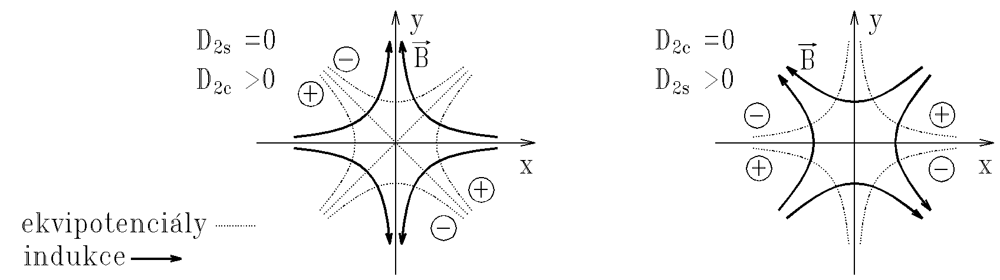 D₂s =0
D₂c >0
y
B
x
− + + −
ekvipotenciály
indukce
D₂c =0
D₂s >0
y
B
x
− + + −